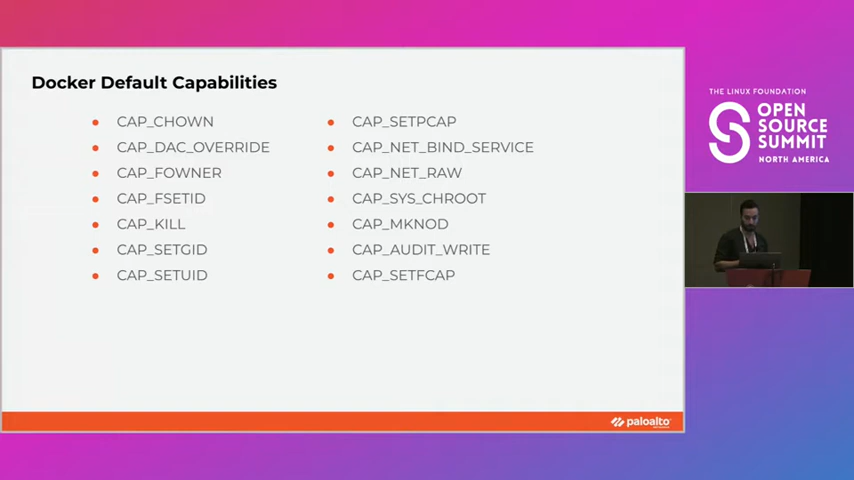 Docker Default Capabilities
CAP_CHOWN
CAP_DAC_OVERRIDE
CAP_FOWNER
CAP_FSETID
CAP_KILL
CAP_SETGID
CAP_SETUID
CAP_SETPCAP
CAP_NET_BIND_SERVICE
CAP_NET_RAW
CAP_SYS_CHROOT
CAP_MKNOD
CAP_AUDIT_WRITE
CAP_SETFCAP
paloalto
THE LINUX FOUNDATION
OPEN
SOURCE
SUMMIT
NORTH AMERICA